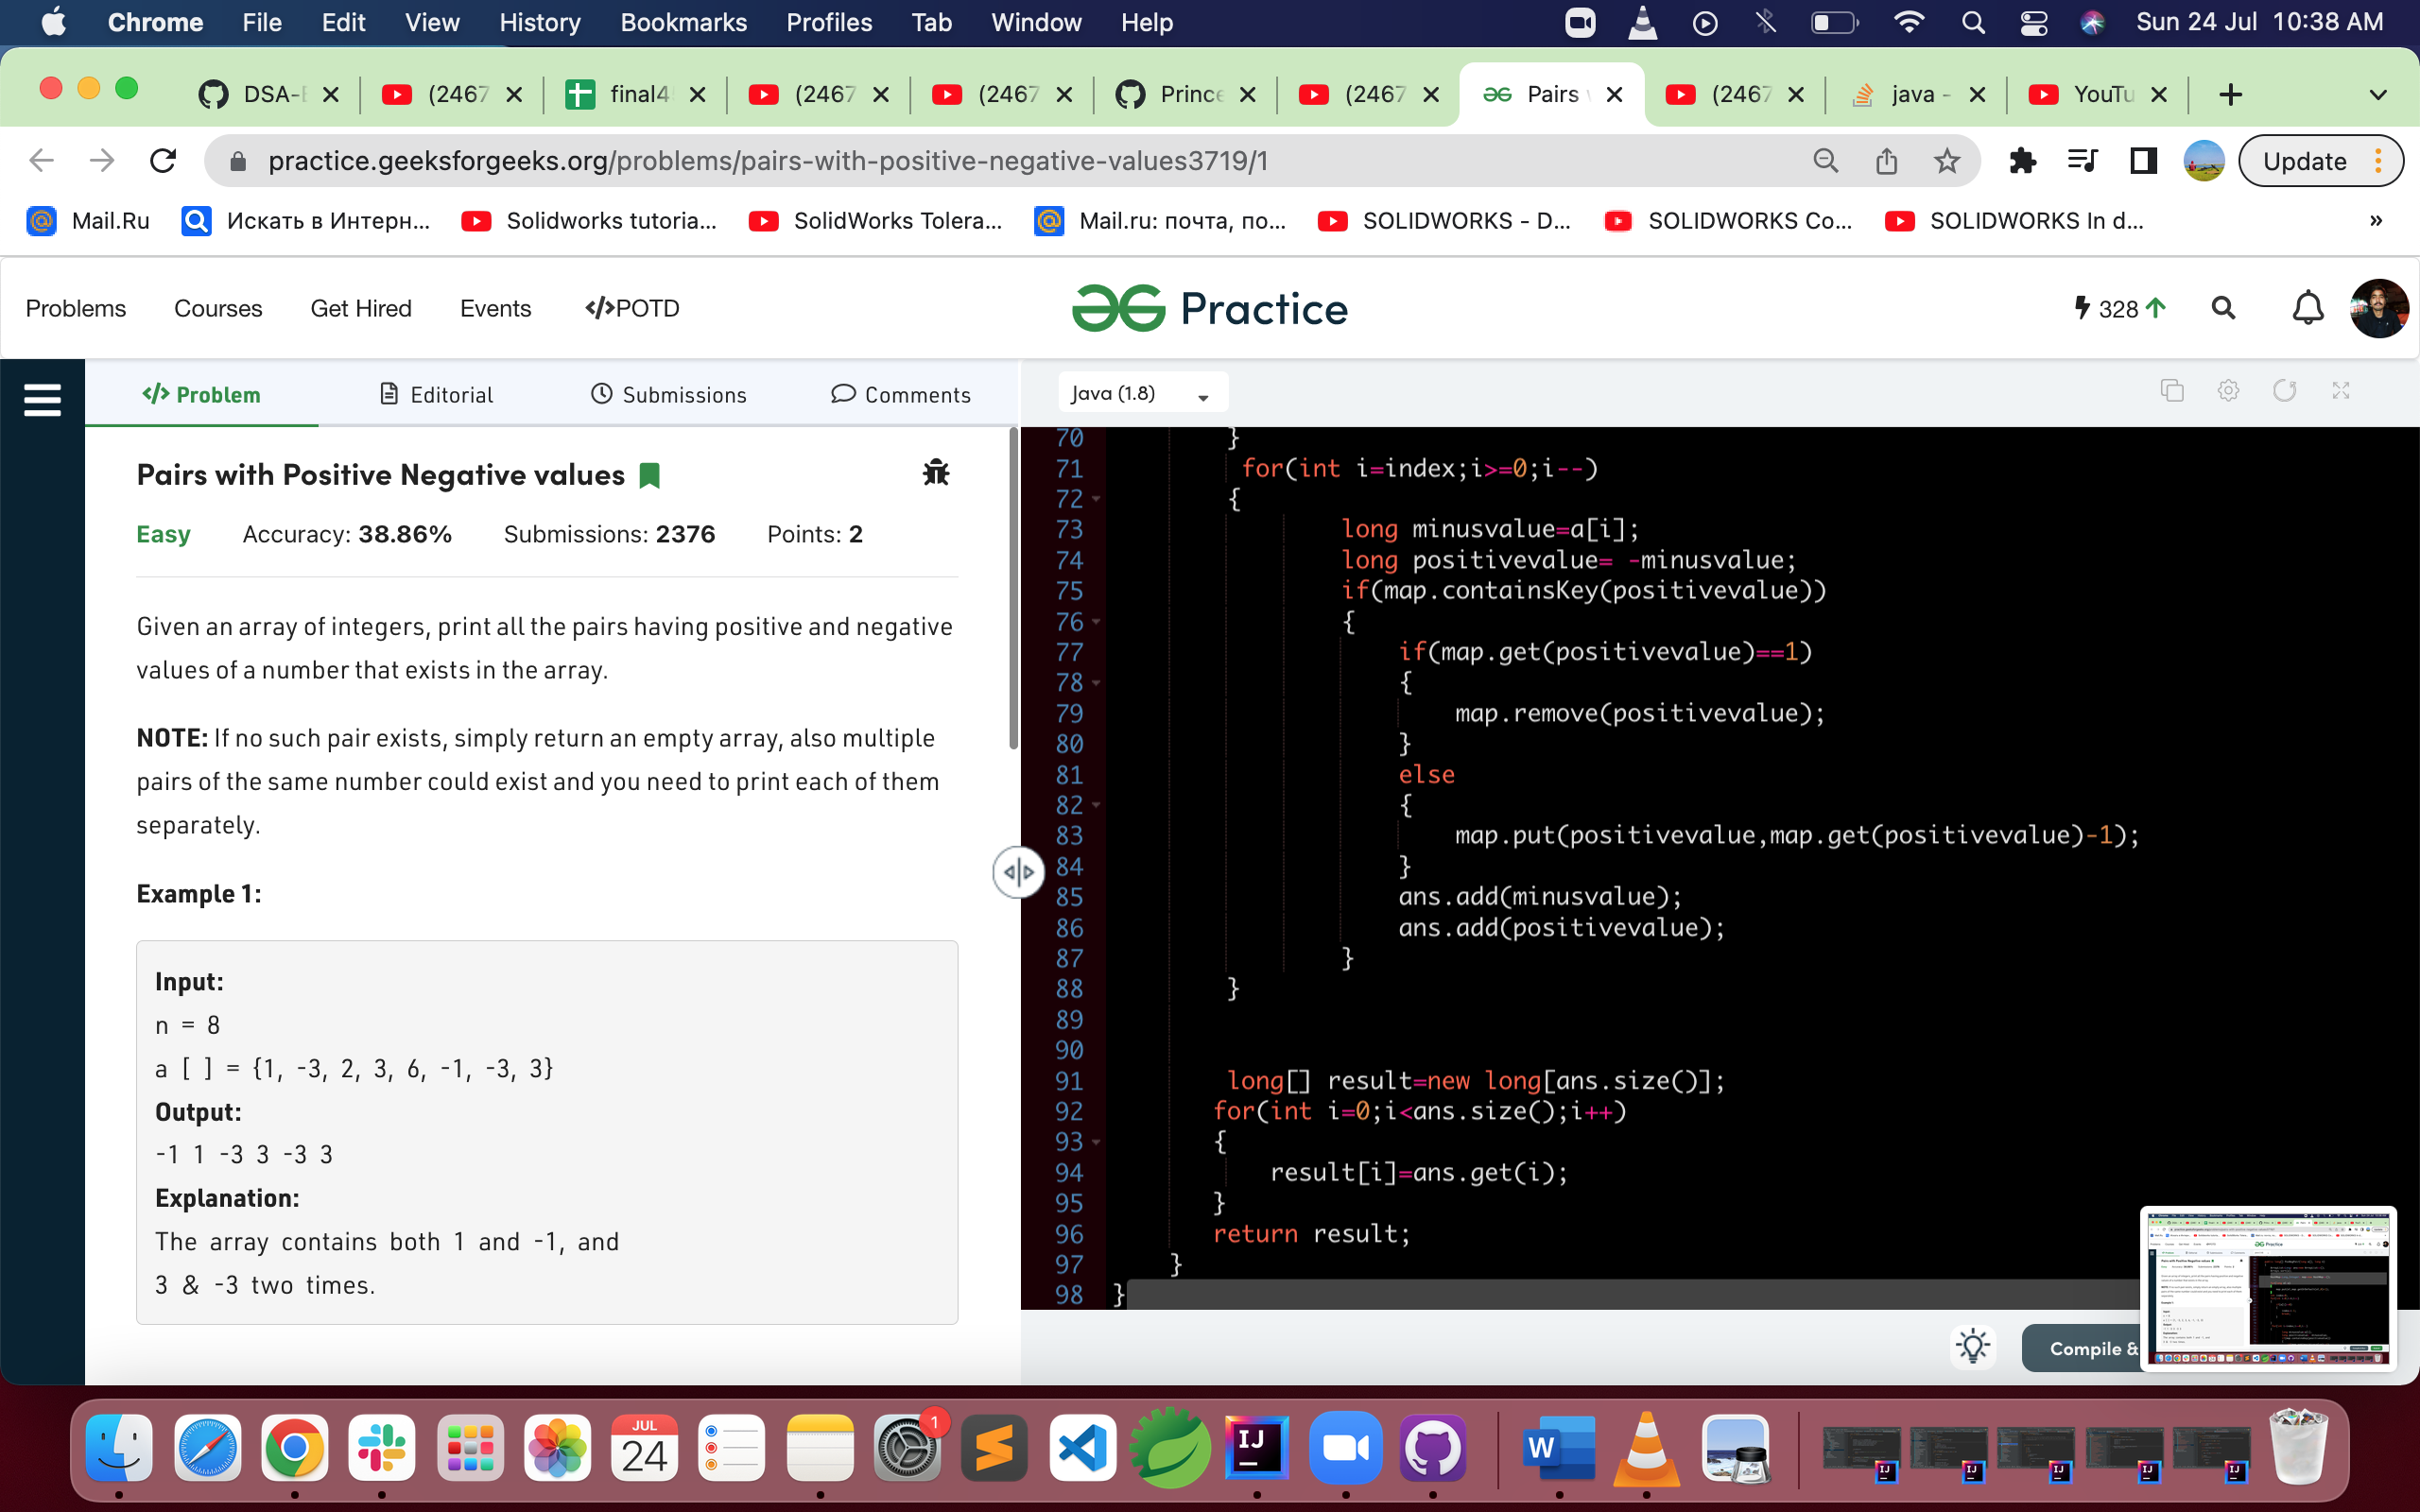 Chrome File Edit View History Bookmarks Profiles Tab Window Help Sun 24 Jul 10:38 AM
DSA- (2467 final4 (2467 (2467 Prince (2467 Pairs (2467 java - YouTu
practice.geeksforgeeks.org/problems/pairs-with-positive-negative-values3719/1 Update
Mail.Ru Искать в Интерн... Solidworks tutoria... SolidWorks Tolera... Mail.ru: почта, по... SOLIDWORKS - D... SOLIDWORKS Co... SOLIDWORKS In d... »
Problems Courses Get Hired Events </>POTD Practice 328
</> Problem Editorial Submissions Comments
Java (1.8)
Pairs with Positive Negative values
Easy Accuracy: 38.86% Submissions: 2376 Points: 2
Given an array of integers, print all the pairs having positive and negative
values of a number that exists in the array.
NOTE: If no such pair exists, simply return an empty array, also multiple
pairs of the same number could exist and you need to print each of them
separately.
Example 1:
Input:
n = 8
a [ ] = {1, -3, 2, 3, 6, -1, -3, 3}
Output:
-1 1 -3 3 -3 3
Explanation:
The array contains both 1 and -1, and
3 & -3 two times.
70 }
71 for(int i=index;i>=0;i--)
72 {
73 long minusvalue=a[i];
74 long positivevalue= -minusvalue;
75 if(map.containsKey(positivevalue))
76 {
77 if(map.get(positivevalue)==1)
78 {
79 map.remove(positivevalue);
80 }
81 else
82 {
83 map.put(positivevalue,map.get(positivevalue)-1);
84 }
85 ans.add(minusvalue);
86 ans.add(positivevalue);
87 }
88 }
89
90
91 long[] result=new long[ans.size()];
92 for(int i=0;i<ans.size();i++)
93 {
94 result[i]=ans.get(i);
95 }
96 return result;
97 }
98 }
Compile &
JUL
24
1
IJ
W
IJ IJ IJ IJ IJ